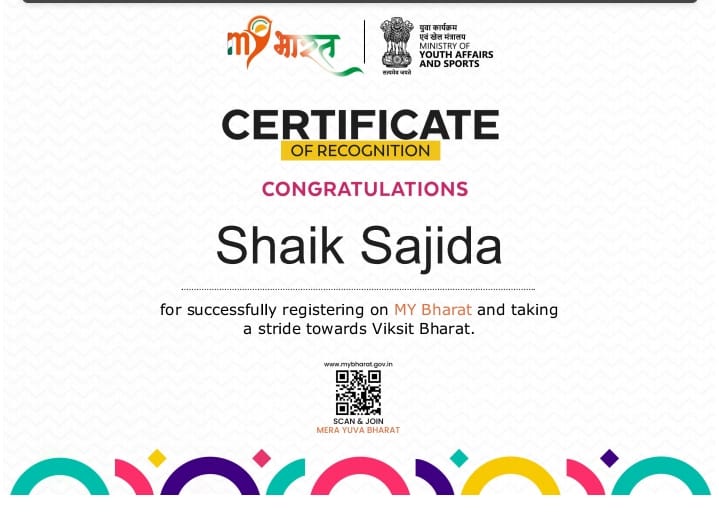 my भारत
युवा कार्यक्रम
एवं खेल मंत्रालय
MINISTRY OF
YOUTH AFFAIRS
AND SPORTS
सत्यमेव जयते
CERTIFICATE
OF RECOGNITION
CONGRATULATIONS
Shaik Sajida
for successfully registering on MY Bharat and taking
a stride towards Viksit Bharat.
www.mybharat.gov.in
SCAN & JOIN
MERA YUVA BHARAT